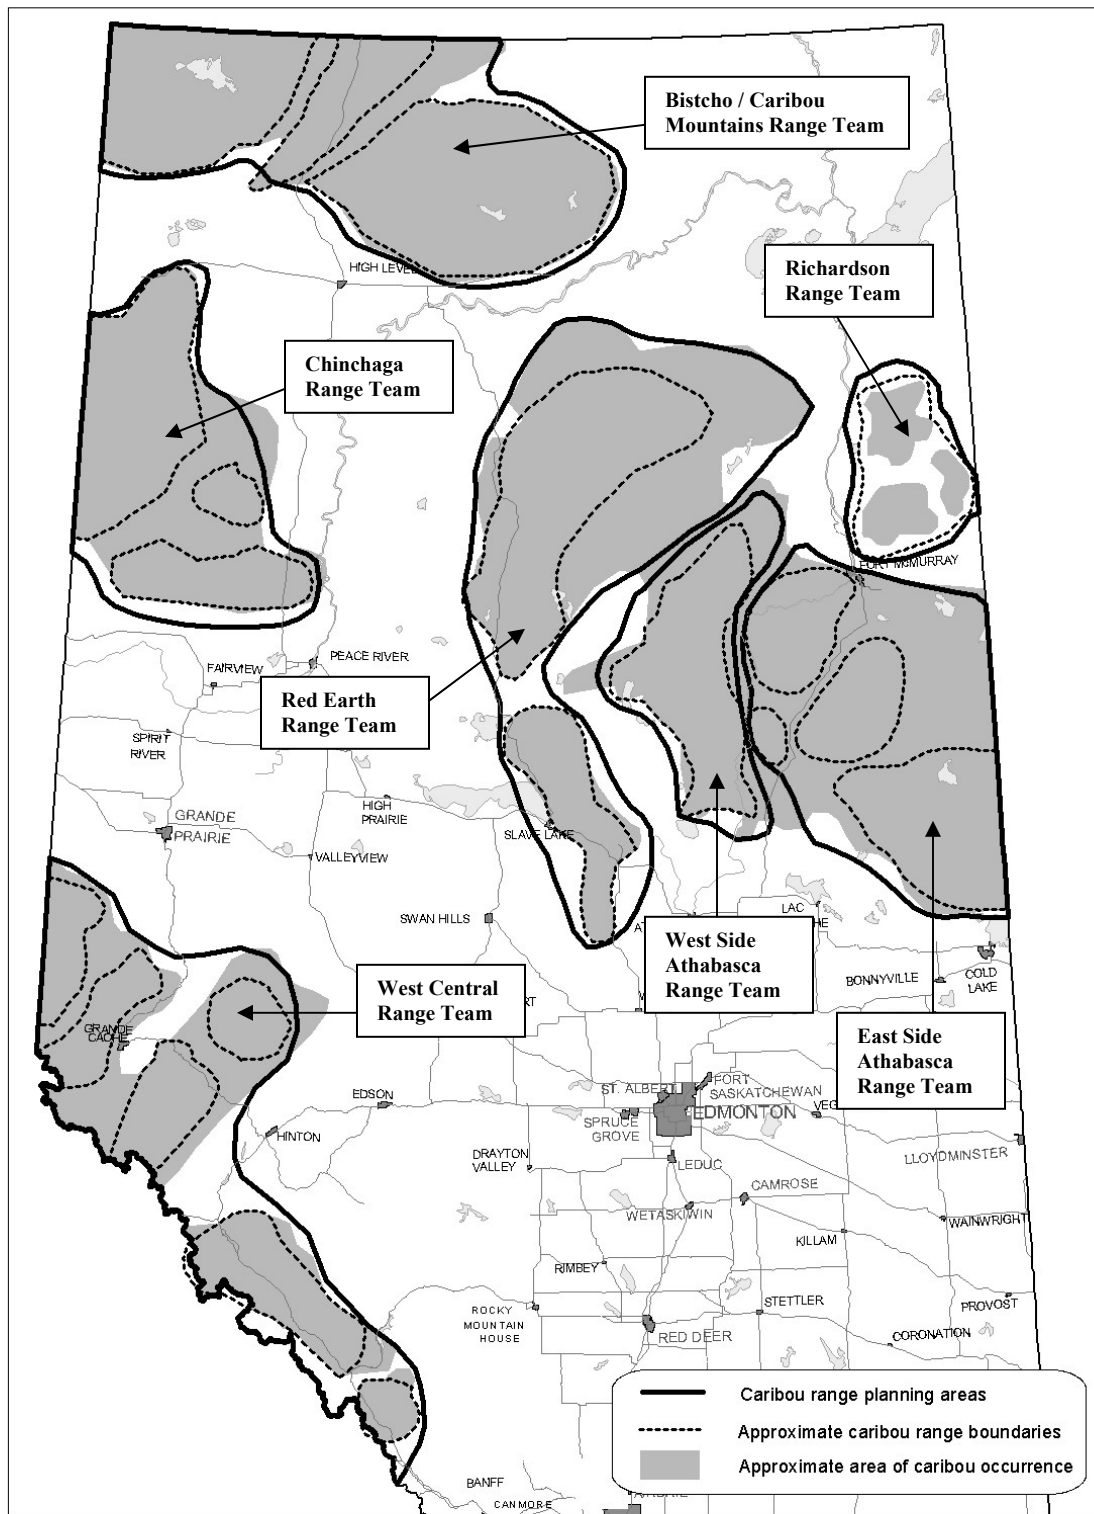 Bistcho / Caribou
Mountains Range Team
Richardson
Range Team
HIGH LEVEL
Chinchaga
Range Team
FORT MCMURRAY
PEACE RIVER
FAIRVIEW
Red Earth
Range Team
SPIRIT
RIVER
HIGH
PRAIRIE
GRANDE
PRAIRIE
SLAVE LAKE
VALLEYVIEW
SWAN HILLS
LAC
West Side
Athabasca
Range Team
BONNYVILLE
COLD
LAKE
West Central
Range Team
GRANDE
CACHE
East Side
Athabasca
Range Team
EDSON
ST. ALBERT
FORT
SASKATCHEWAN
EDMONTON
SPRUCE
GROVE
VEG
HINTON
DRAYTON
VALLEY
LEDUC
LLOYDMINSTER
CAMROSE
WETASKIWIN
WAINWRIGHT
KILLAM
RIMBEY
STETTLER
PROVOST
ROCKY
MOUNTAIN
HOUSE
RED DEER
CORONATION
Caribou range planning areas
Approximate caribou range boundaries
Approximate area of caribou occurrence
BANFF
CANMORE